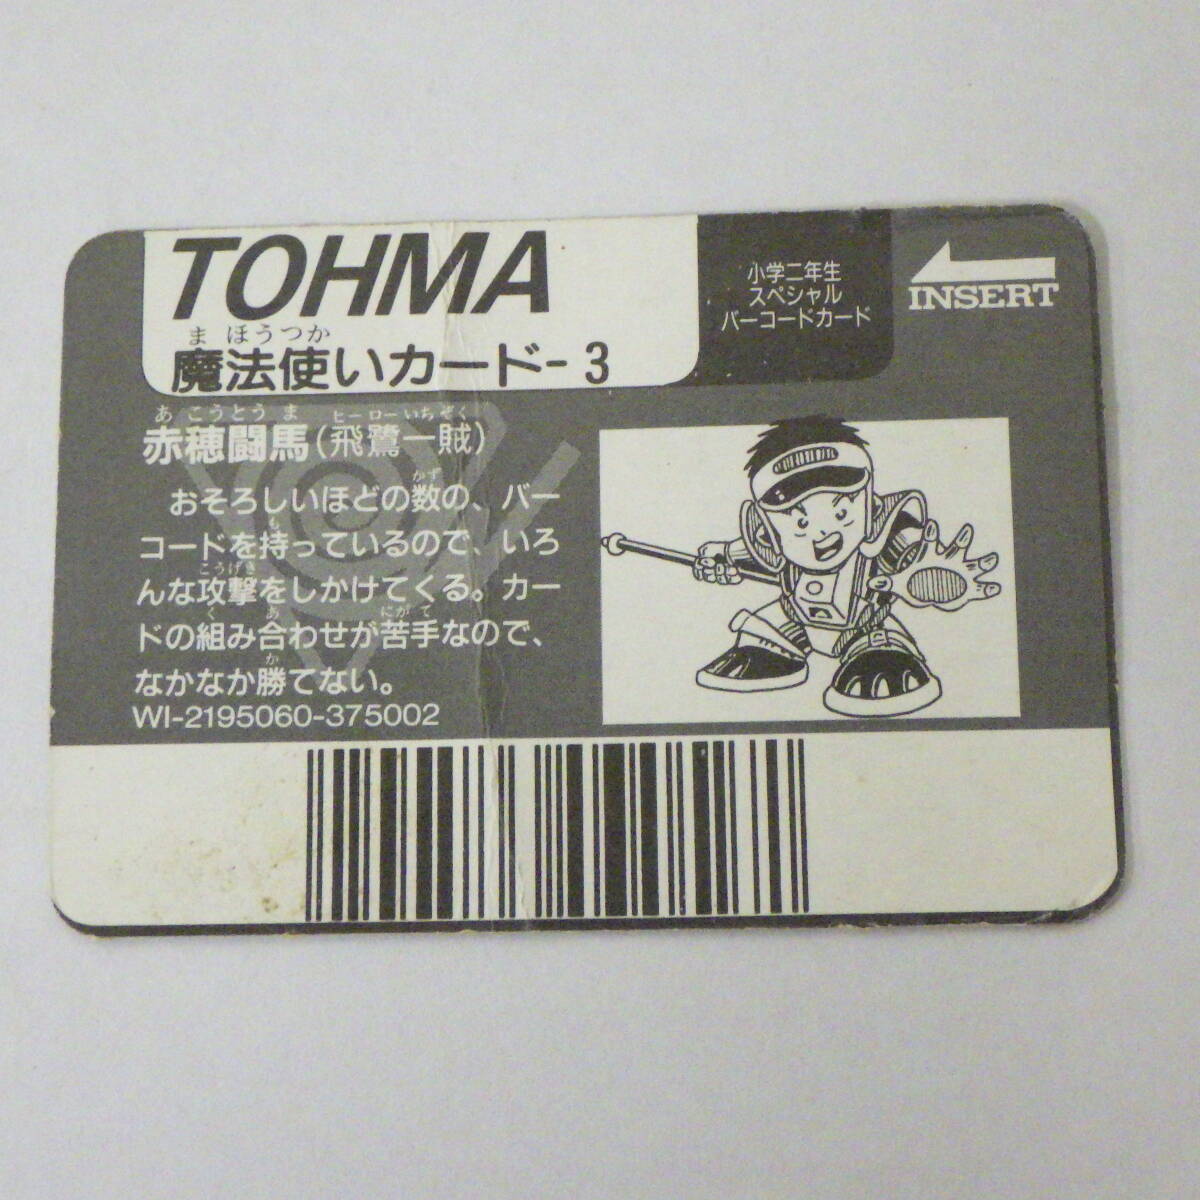 TOHMA
ま ほうつか
魔法使いカード-3
小学二年生
スペシャル
バーコードカード
INSERT
あ こうとう ま ヒー ロー いちぞく
赤穂闘馬(飛鷺一賊)
かず
おそろしいほどの数の、バー
も
コードを持っているので、いろ
こうげき
んな攻撃をしかけてくる。カー
く あ にがて
ドの組み合わせが苦手なので、
か
なかなか勝てない。
WI-2195060-375002